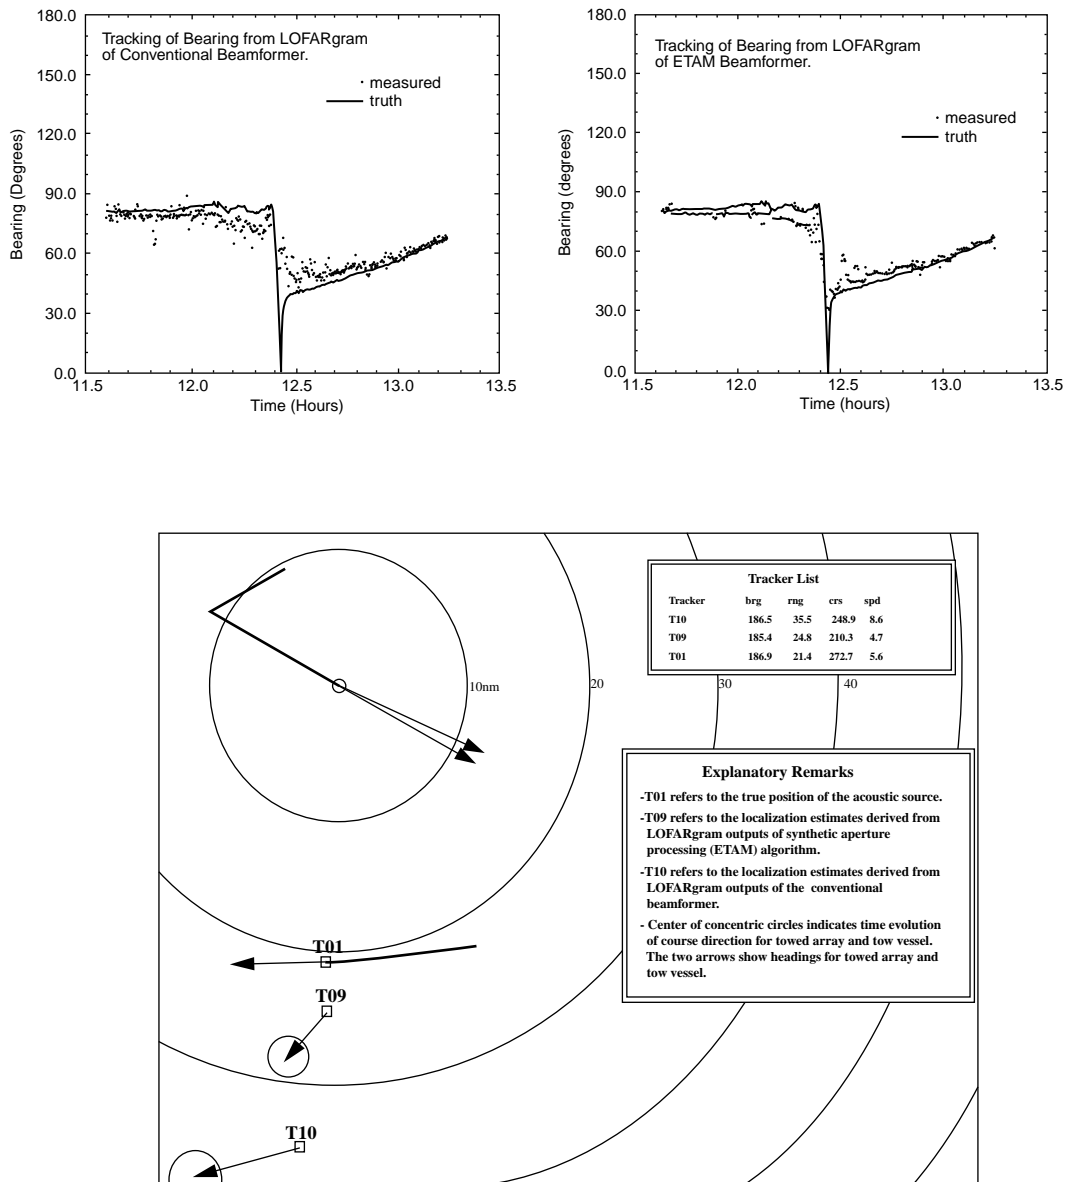 180.0
150.0
120.0
90.0
60.0
30.0
0.0
Bearing (Degrees)
Tracking of Bearing from LOFARgram
of Conventional Beamformer.
measured
truth
11.5 12.0 12.5 13.0 13.5
Time (Hours)
180.0
150.0
120.0
90.0
60.0
30.0
0.0
Bearing (degrees)
Tracking of Bearing from LOFARgram
of ETAM Beamformer.
measured
truth
11.5 12.0 12.5 13.0 13.5
Time (hours)
Tracker List
Tracker brg rng crs spd
T10 186.5 35.5 248.9 8.6
T09 185.4 24.8 210.3 4.7
T01 186.9 21.4 272.7 5.6
10nm 20 30 40
Explanatory Remarks
-T01 refers to the true position of the acoustic source.
-T09 refers to the localization estimates derived from
LOFARgram outputs of synthetic aperture
processing (ETAM) algorithm.
-T10 refers to the localization estimates derived from
LOFARgram outputs of the conventional
beamformer.
- Center of concentric circles indicates time evolution
of course direction for towed array and tow vessel.
The two arrows show headings for towed array and
tow vessel.
T01
T09
T10